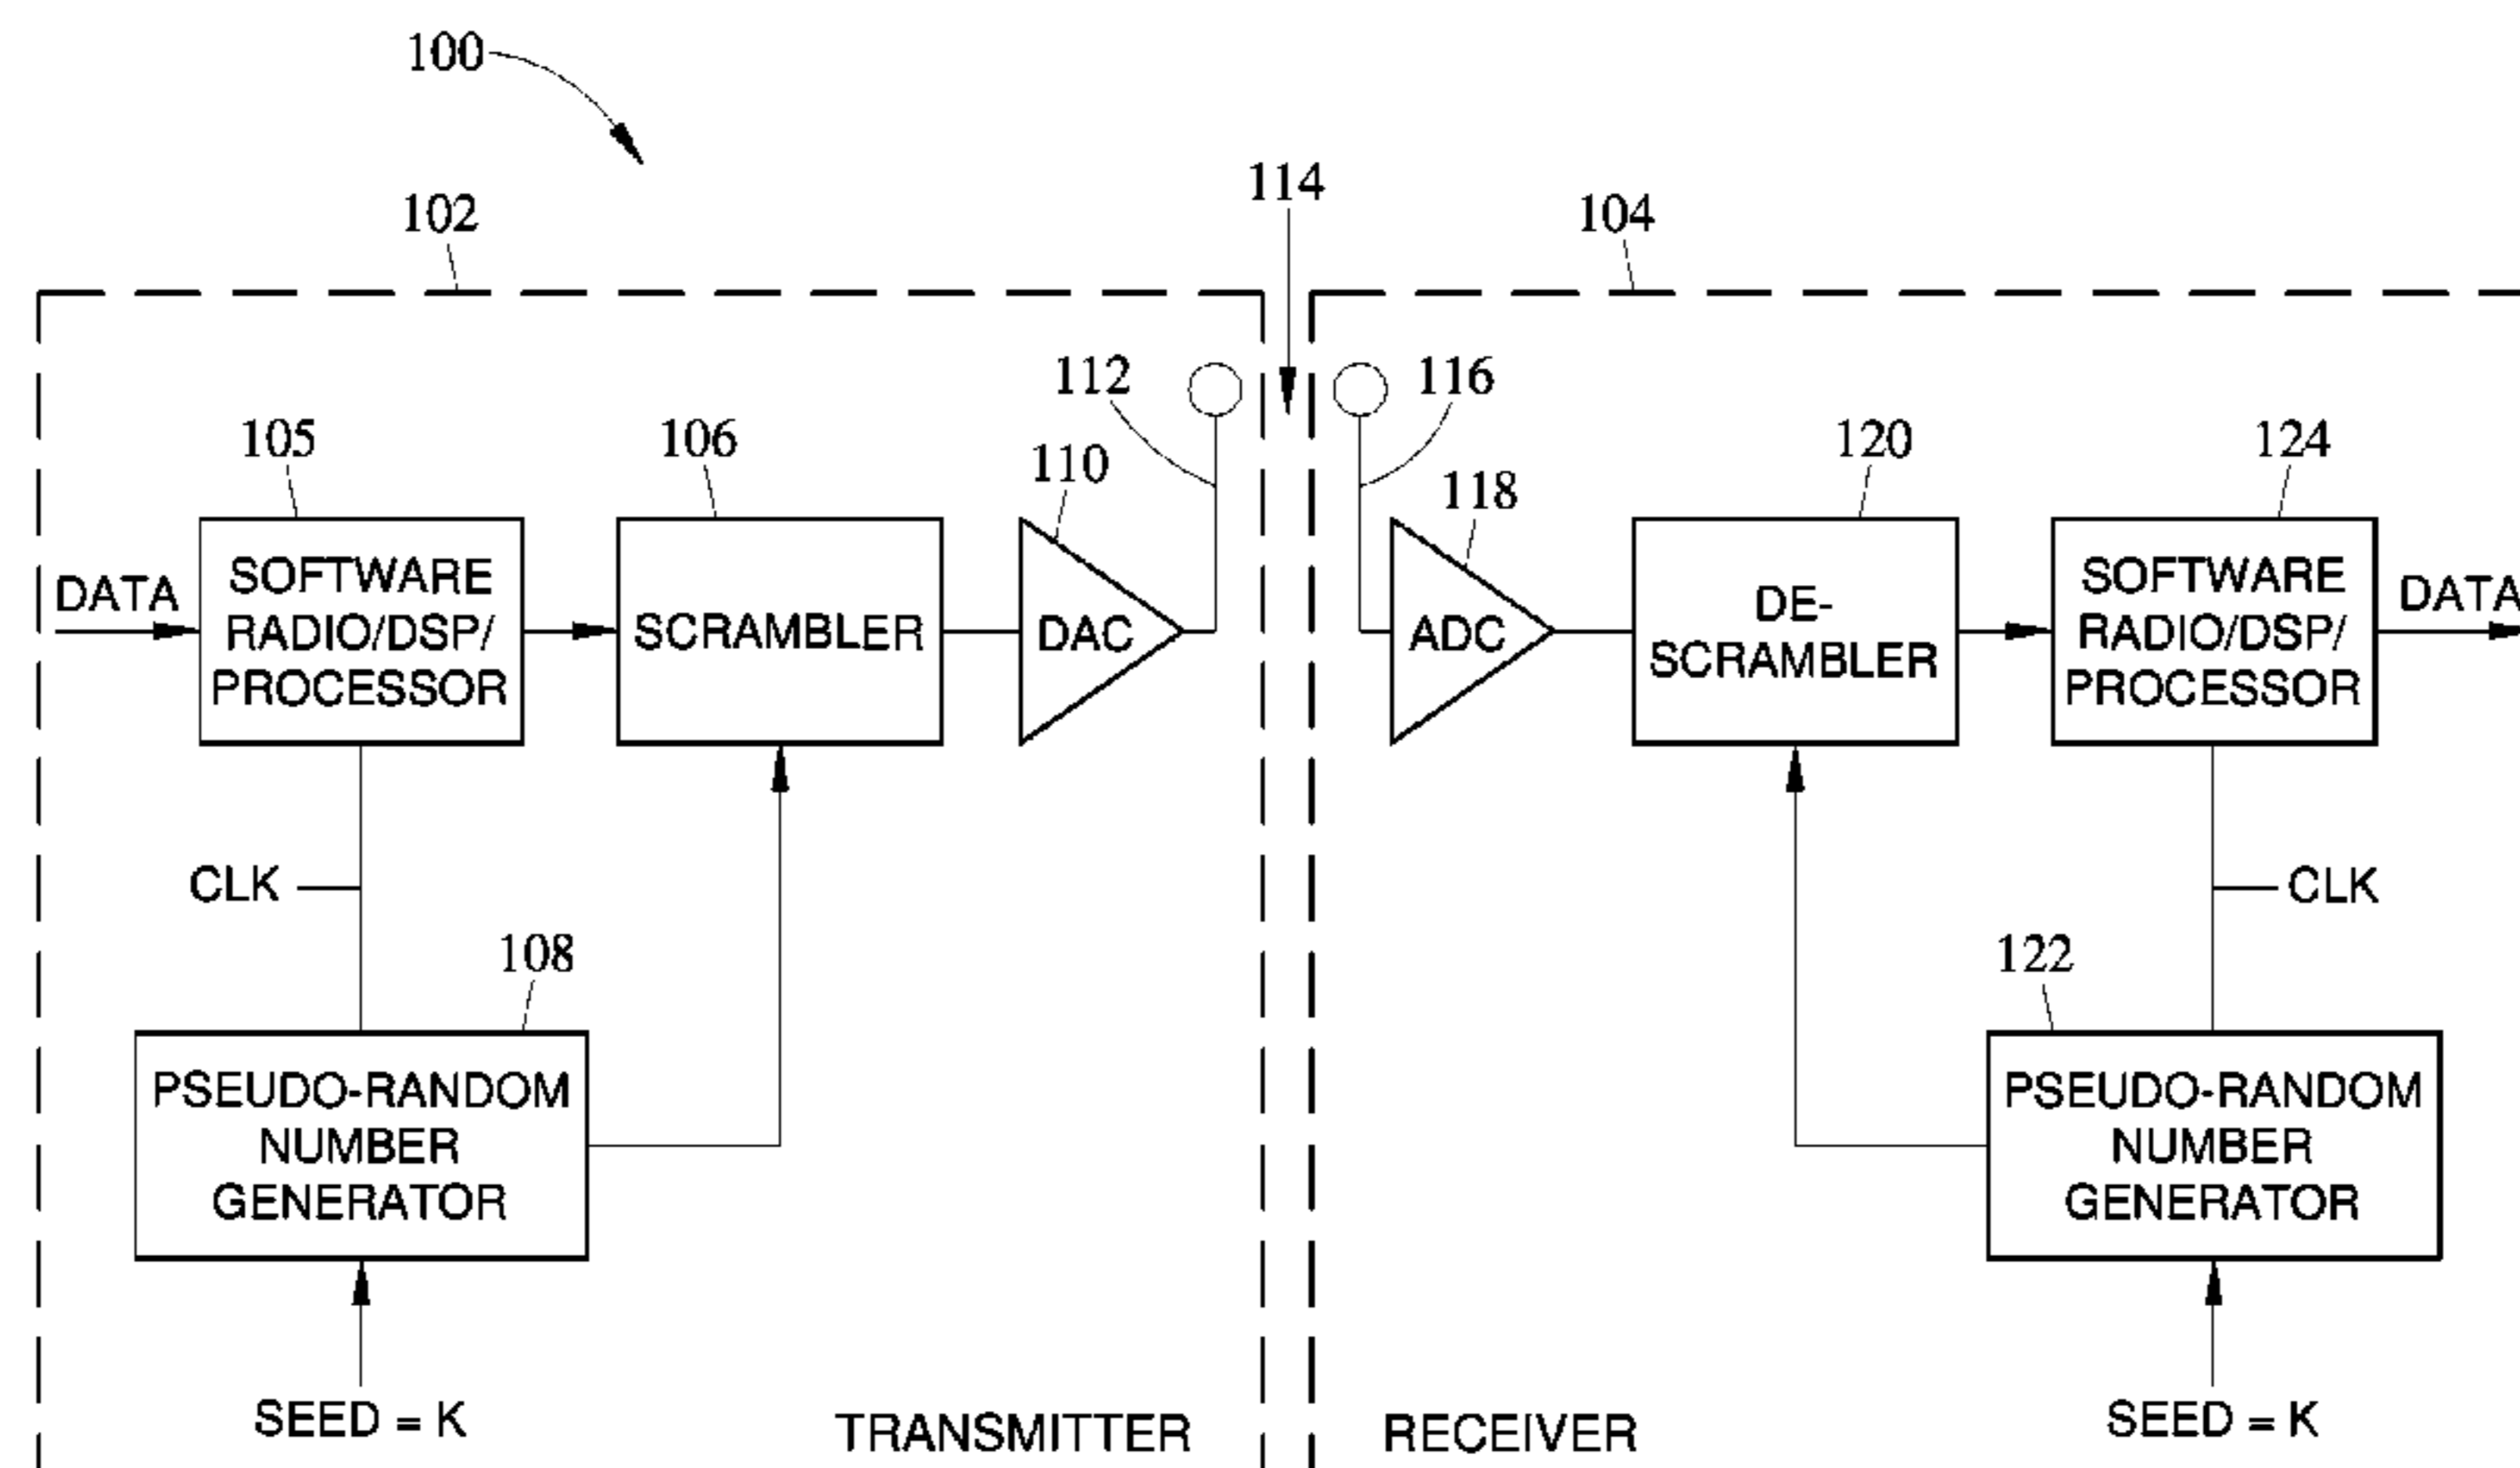 100
114
102
104
112
116
105
106
110
118
120
124
DATA
SOFTWARE
RADIO/DSP/
PROCESSOR
SCRAMBLER
DAC
ADC
DE-
SCRAMBLER
SOFTWARE
RADIO/DSP/
PROCESSOR
DATA
CLK
CLK
108
122
PSEUDO-RANDOM
NUMBER
GENERATOR
PSEUDO-RANDOM
NUMBER
GENERATOR
SEED = K
TRANSMITTER
RECEIVER
SEED = K